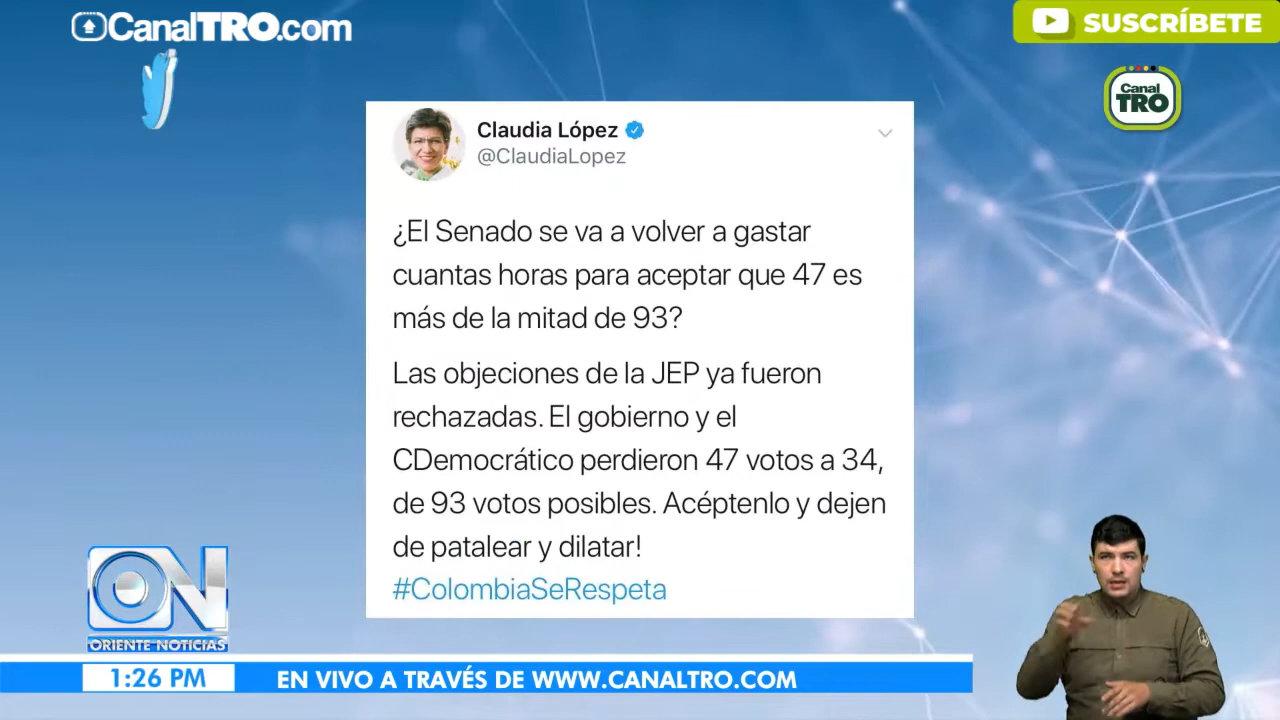 CanalTRO.com
SUSCRÍBETE
Canal
TRO
Claudia López
@ClaudiaLopez
¿El Senado se va a volver a gastar
cuantas horas para aceptar que 47 es
más de la mitad de 93?
Las objeciones de la JEP ya fueron
rechazadas. El gobierno y el
CDemocrático perdieron 47 votos a 34,
de 93 votos posibles. Acéptenlo y dejen
de patalear y dilatar!
#ColombiaSeRespeta
ON
ORIENTE NOTICIAS
1:26 PM
EN VIVO A TRAVÉS DE WWW.CANALTRO.COM